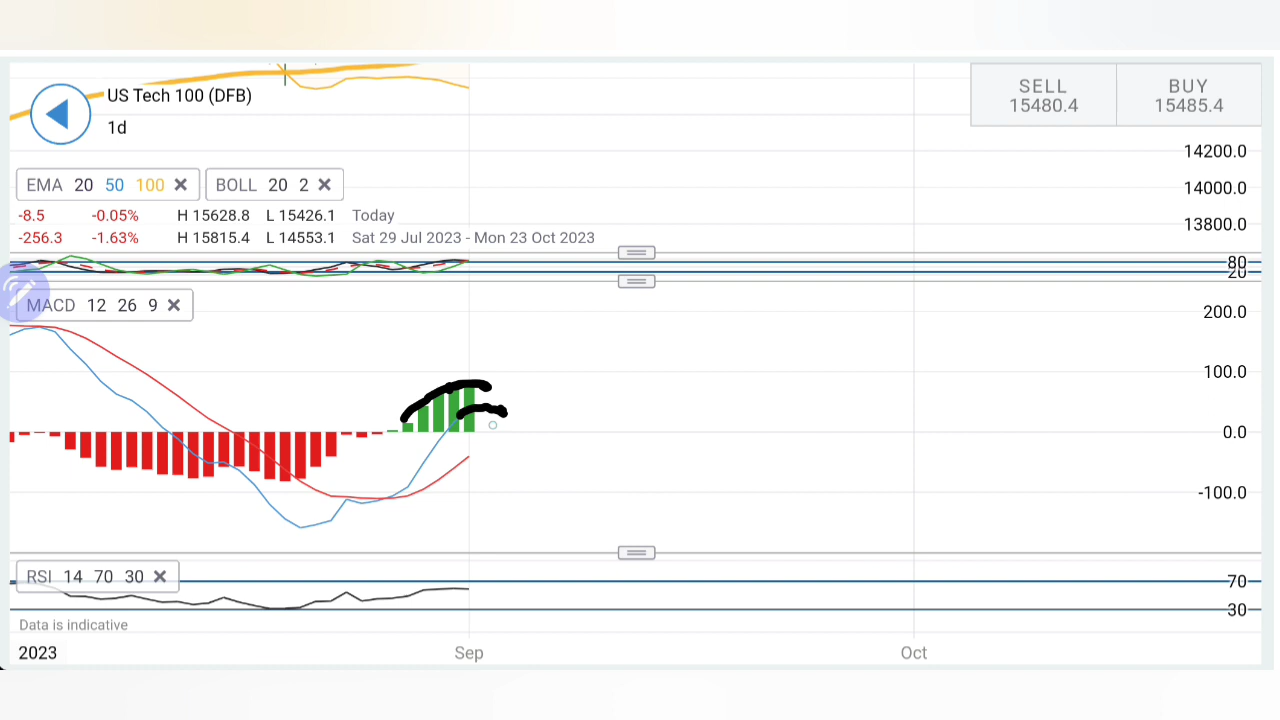 US Tech 100 (DFB)
1d
SELL
15480.4
BUY
15485.4
14200.0
EMA 20 50 100
BOLL 20 2
14000.0
-8.5 -0.05% H 15628.8 L 15426.1 Today
13800.0
-256.3 -1.63% H 15815.4 L 14553.1 Sat 29 Jul 2023 - Mon 23 Oct 2023
80
20
MACD 12 26 9
200.0
100.0
0.0
-100.0
RSI 14 70 30
70
30
Data is indicative
2023 Sep Oct